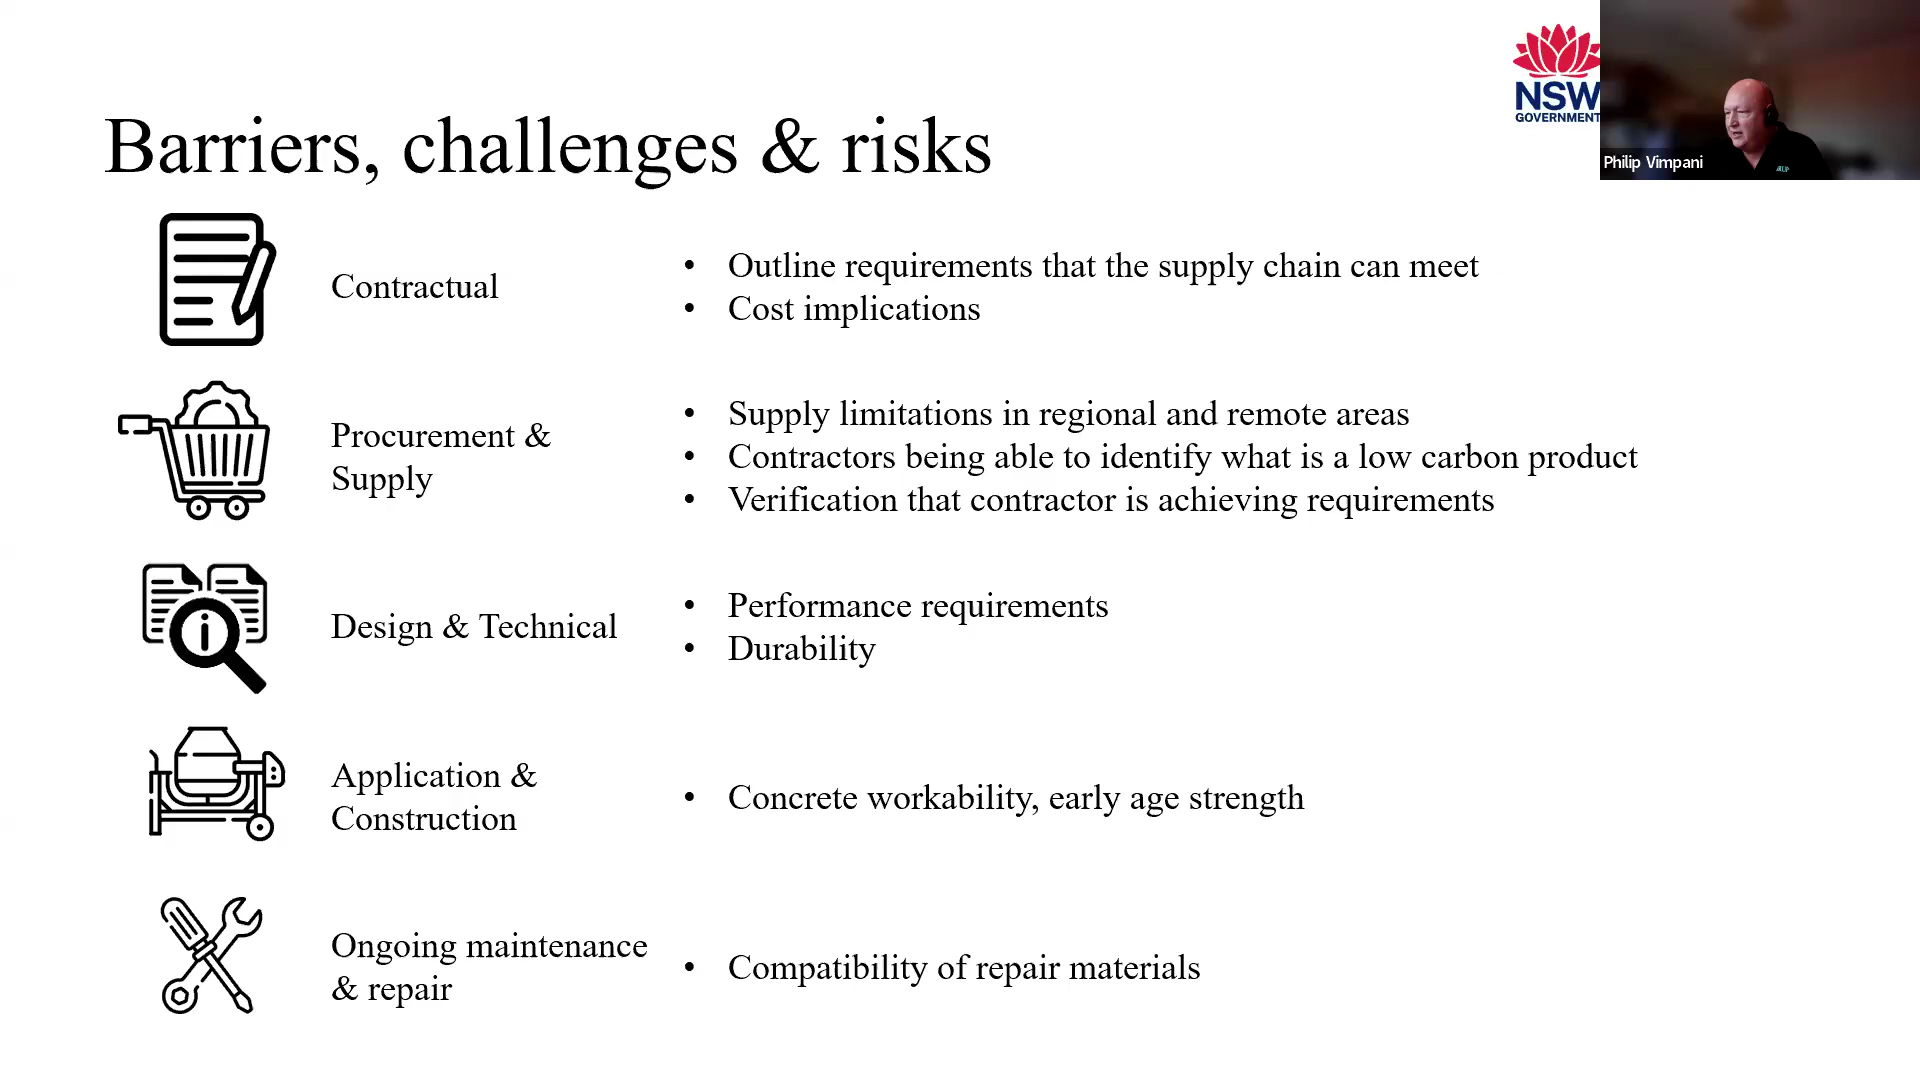 NSW
GOVERNMENT
Philip Vimpani
Barriers, challenges & risks
Contractual
• Outline requirements that the supply chain can meet
• Cost implications
Procurement &
Supply
• Supply limitations in regional and remote areas
• Contractors being able to identify what is a low carbon product
• Verification that contractor is achieving requirements
Design & Technical
• Performance requirements
• Durability
Application &
Construction
• Concrete workability, early age strength
Ongoing maintenance
& repair
• Compatibility of repair materials